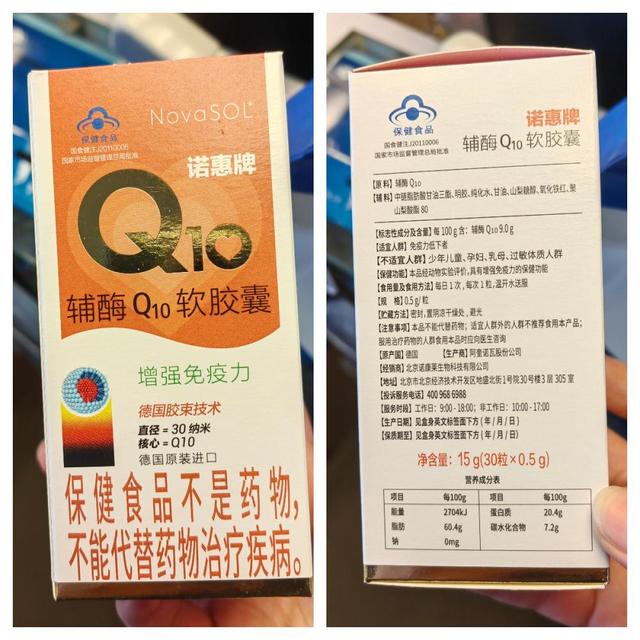 保健食品
国食健注J20110006
国家市场监督管理总局批准
NovaSOL
诺惠牌
Q10
辅酶 Q10 软胶囊
增强免疫力
德国胶束技术
直径 = 30 纳米
核心 = Q10
德国原装进口
保健食品不是药物，
不能代替药物治疗疾病。
保健食品
国食健注J20110006
国家市场监督管理总局批准
诺惠牌
辅酶 Q10 软胶囊
【原料】辅酶 Q10
【辅料】中链脂肪酸甘油三酯、明胶、纯化水、甘油、山梨糖醇、氧化铁红、聚
山梨酸酯 80
【标志性成分及含量】每 100 g 含：辅酶 Q10 9.0 g
【适宜人群】免疫力低下者
【不适宜人群】少年儿童、孕妇、乳母、过敏体质人群
【保健功能】本品经动物实验评价，具有增强免疫力的保健功能
【食用量及食用方法】每日 1 次，每次 1 粒，温开水送服
【规 格】0.5 g/ 粒
【贮藏方法】密封，置阴凉干燥处、避光
【注意事项】本品不能代替药物；适宜人群外的人群不推荐食用本产品；
服用治疗药物的人群食用本品时应向医生咨询
【原产国】德国 【生产商】阿奎诺瓦股份公司
【经销商】北京诺康莱生物科技有限公司
【地址】北京市北京经济技术开发区地盛北街1号院30号楼3 层 305 室
【投诉服务电话】400 968 6988
【服务时段】工作日：9:00 - 18:00；非工作日：10:00 - 17:00
【生产日期】见盒身英文标签面下方（年 / 月 / 日）
【保质期至】见盒身英文标签面下方（年 / 月 / 日）
净含量：15 g(30粒×0.5 g)
营养成分表
项目 每100g 项目 每100g
能量 2704kJ 蛋白质 20.4g
脂肪 60.4g 碳水化合物 7.2g
钠 0mg